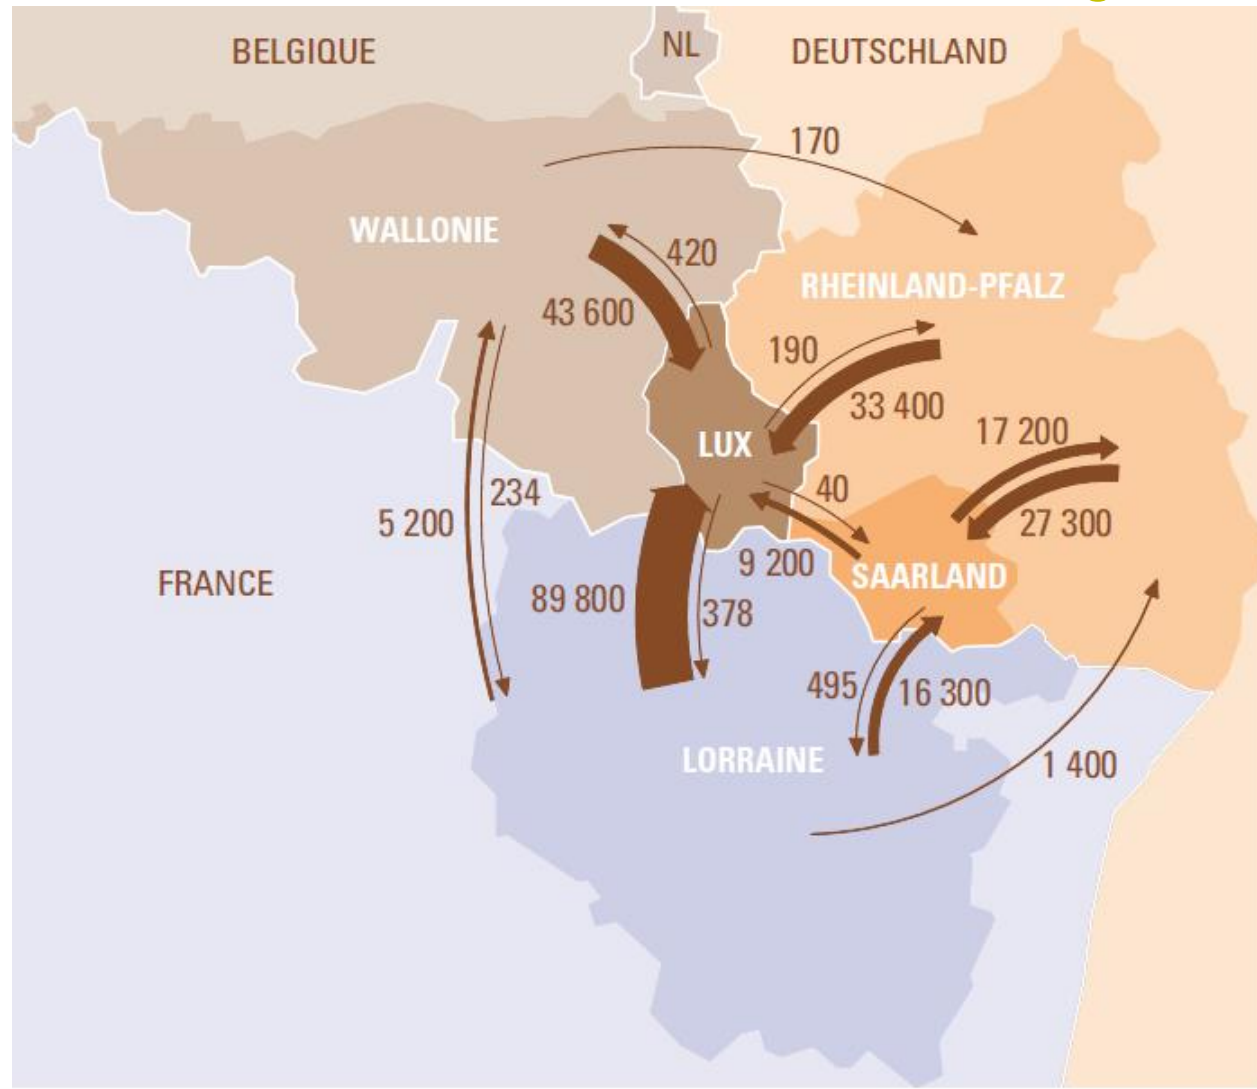 BELGIQUE
NL
DEUTSCHLAND
170
WALLONIE
420
RHEINLAND-PFALZ
43 600
190
33 400
17 200
LUX
40
234
5 200
27 300
9 200
SAARLAND
FRANCE
89 800
378
495
16 300
LORRAINE
1 400